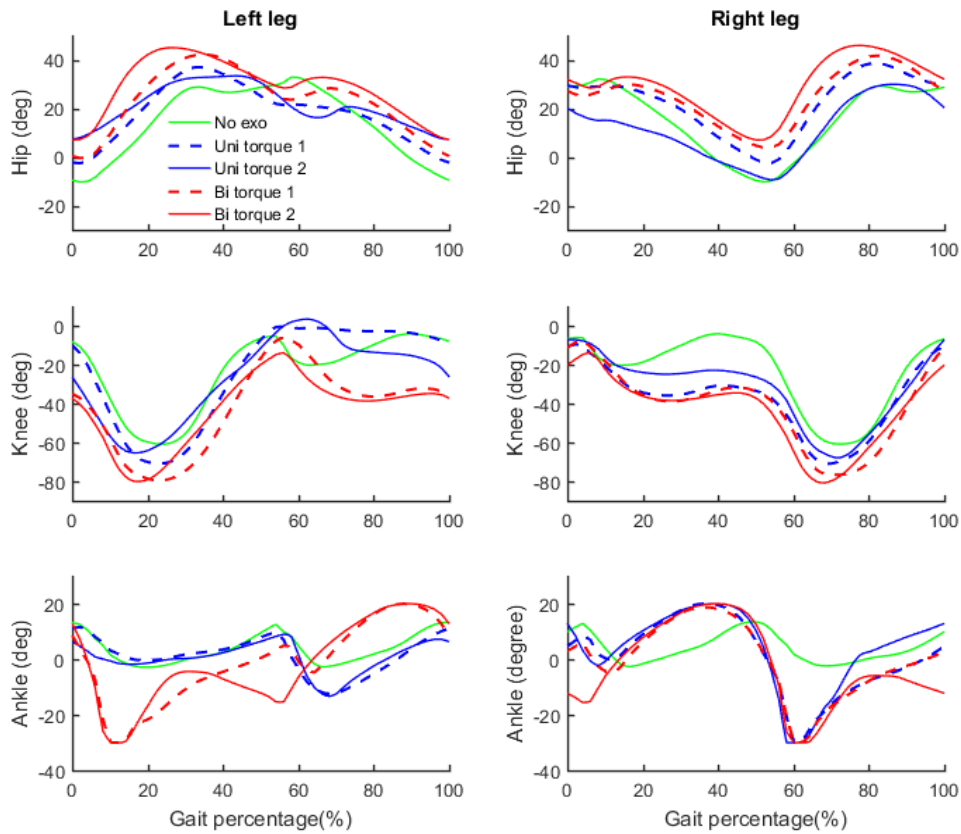 Left leg
Right leg
Hip (deg)
40
20
0
-20
No exo
Uni torque 1
Uni torque 2
Bi torque 1
Bi torque 2
0 20 40 60 80 100
Hip (deg)
40
20
0
-20
0 20 40 60 80 100
Knee (deg)
0
-20
-40
-60
-80
0 20 40 60 80 100
Knee (deg)
0
-20
-40
-60
-80
0 20 40 60 80 100
Ankle (deg)
20
0
-20
-40
0 20 40 60 80 100
Gait percentage(%)
Ankle (degree)
20
0
-20
-40
0 20 40 60 80 100
Gait percentage(%)